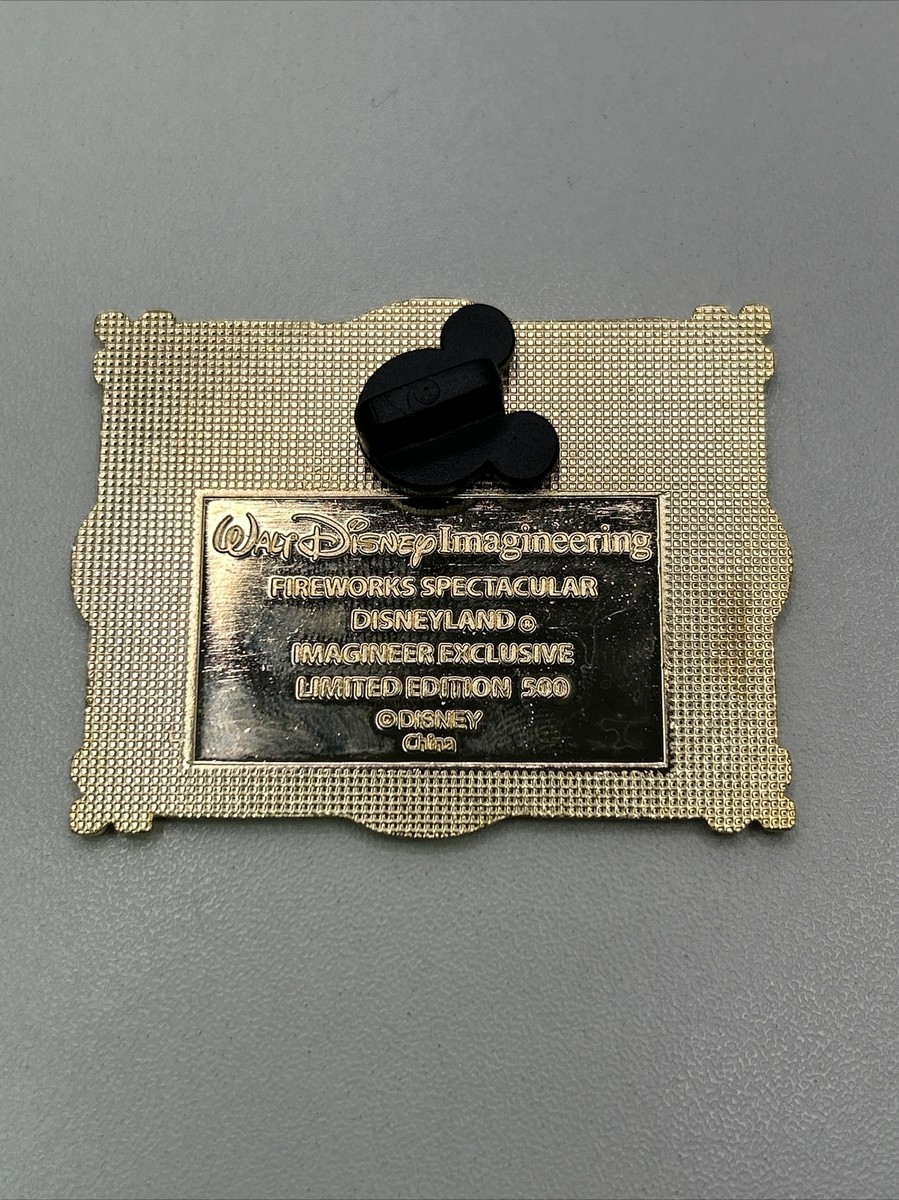 WALT DISNEY Imagineering
FIREWORKS SPECTACULAR
DISNEYLAND ®
IMAGINEER EXCLUSIVE
LIMITED EDITION 500
©DISNEY
China